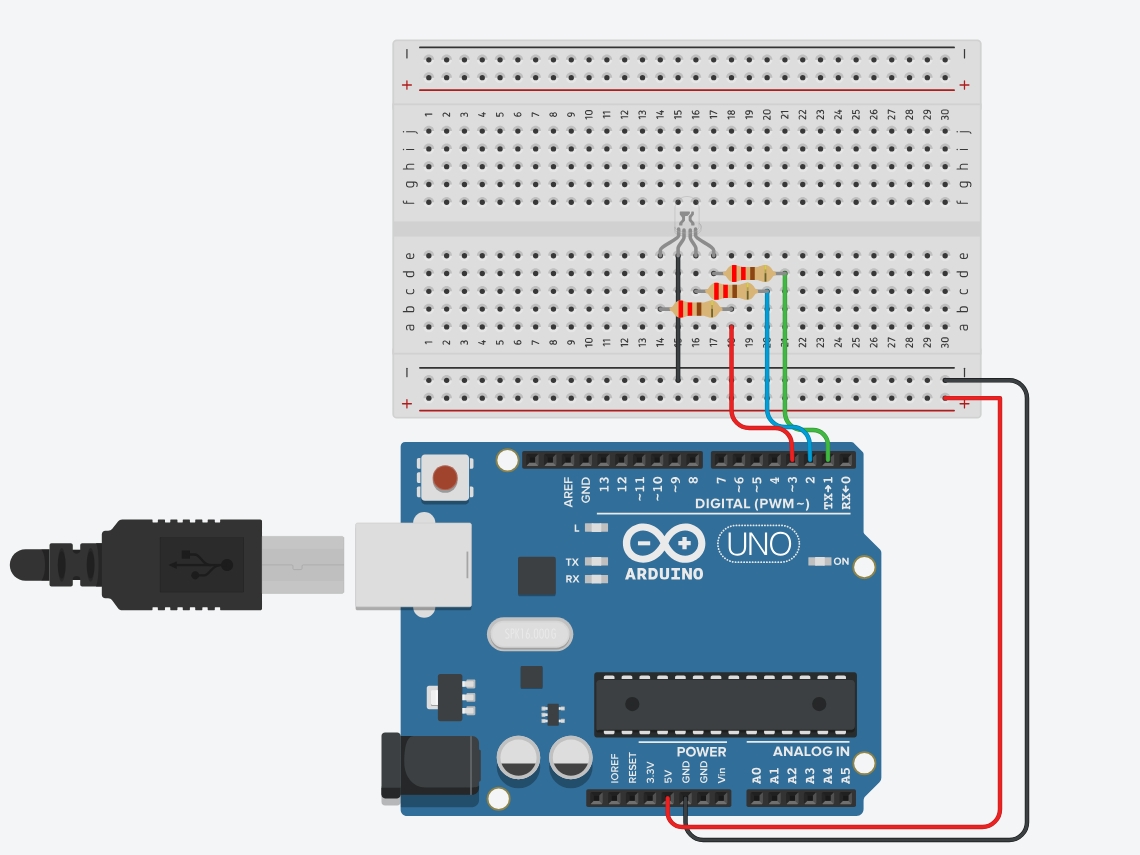 − −
+ +
1 2 3 4 5 6 7 8 9 10 11 12 13 14 15 16 17 18 19 20 21 22 23 24 25 26 27 28 29 30
j j
i i
h h
g g
f f
e e
d d
c c
b b
a a
1 2 3 4 5 6 7 8 9 10 11 12 13 14 16 17 19 22 23 24 25 26 27 28 29 30
− −
+ +
AREF GND 13 12 ~11 ~10 ~9 8 7 ~6 ~5 4 ~3 2 TX→1 RX←0
DIGITAL (PWM~)
L
TX
RX
UNO
ON
ARDUINO
SPK16.000G
POWER
ANALOG IN
IOREF RESET 3.3V 5V GND GND Vin A0 A1 A2 A3 A4 A5